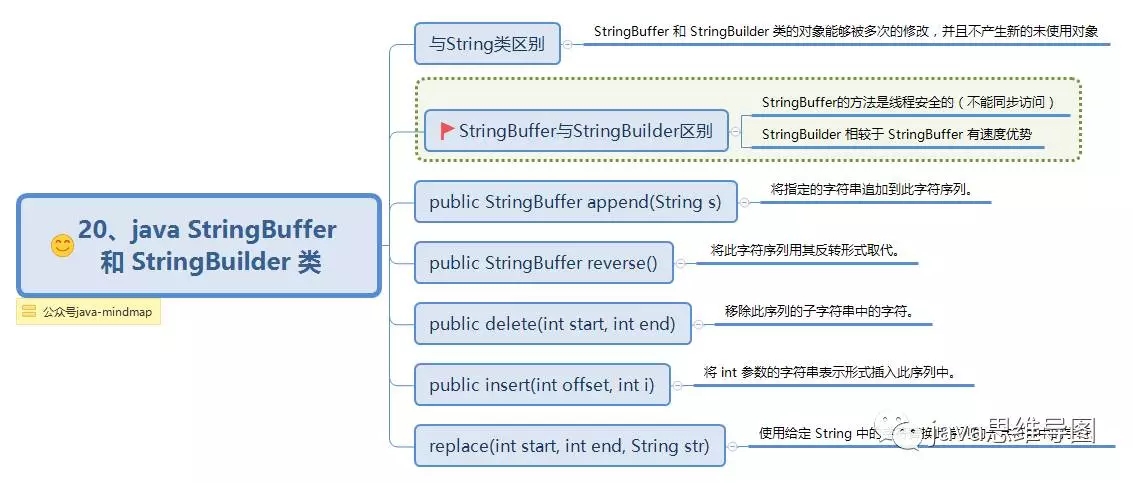 与String类区别
StringBuffer 和 StringBuilder 类的对象能够被多次的修改，并且不产生新的未使用对象
StringBuffer与StringBuilder区别
StringBuffer的方法是线程安全的（不能同步访问）
StringBuilder 相较于 StringBuffer 有速度优势
20、java StringBuffer
和 StringBuilder 类
公众号java-mindmap
public StringBuffer append(String s)
将指定的字符串追加到此字符序列。
public StringBuffer reverse()
将此字符序列用其反转形式取代。
public delete(int start, int end)
移除此序列的子字符串中的字符。
public insert(int offset, int i)
将 int 参数的字符串表示形式插入此序列中。
replace(int start, int end, String str)
使用给定 String 中的
java思维导图